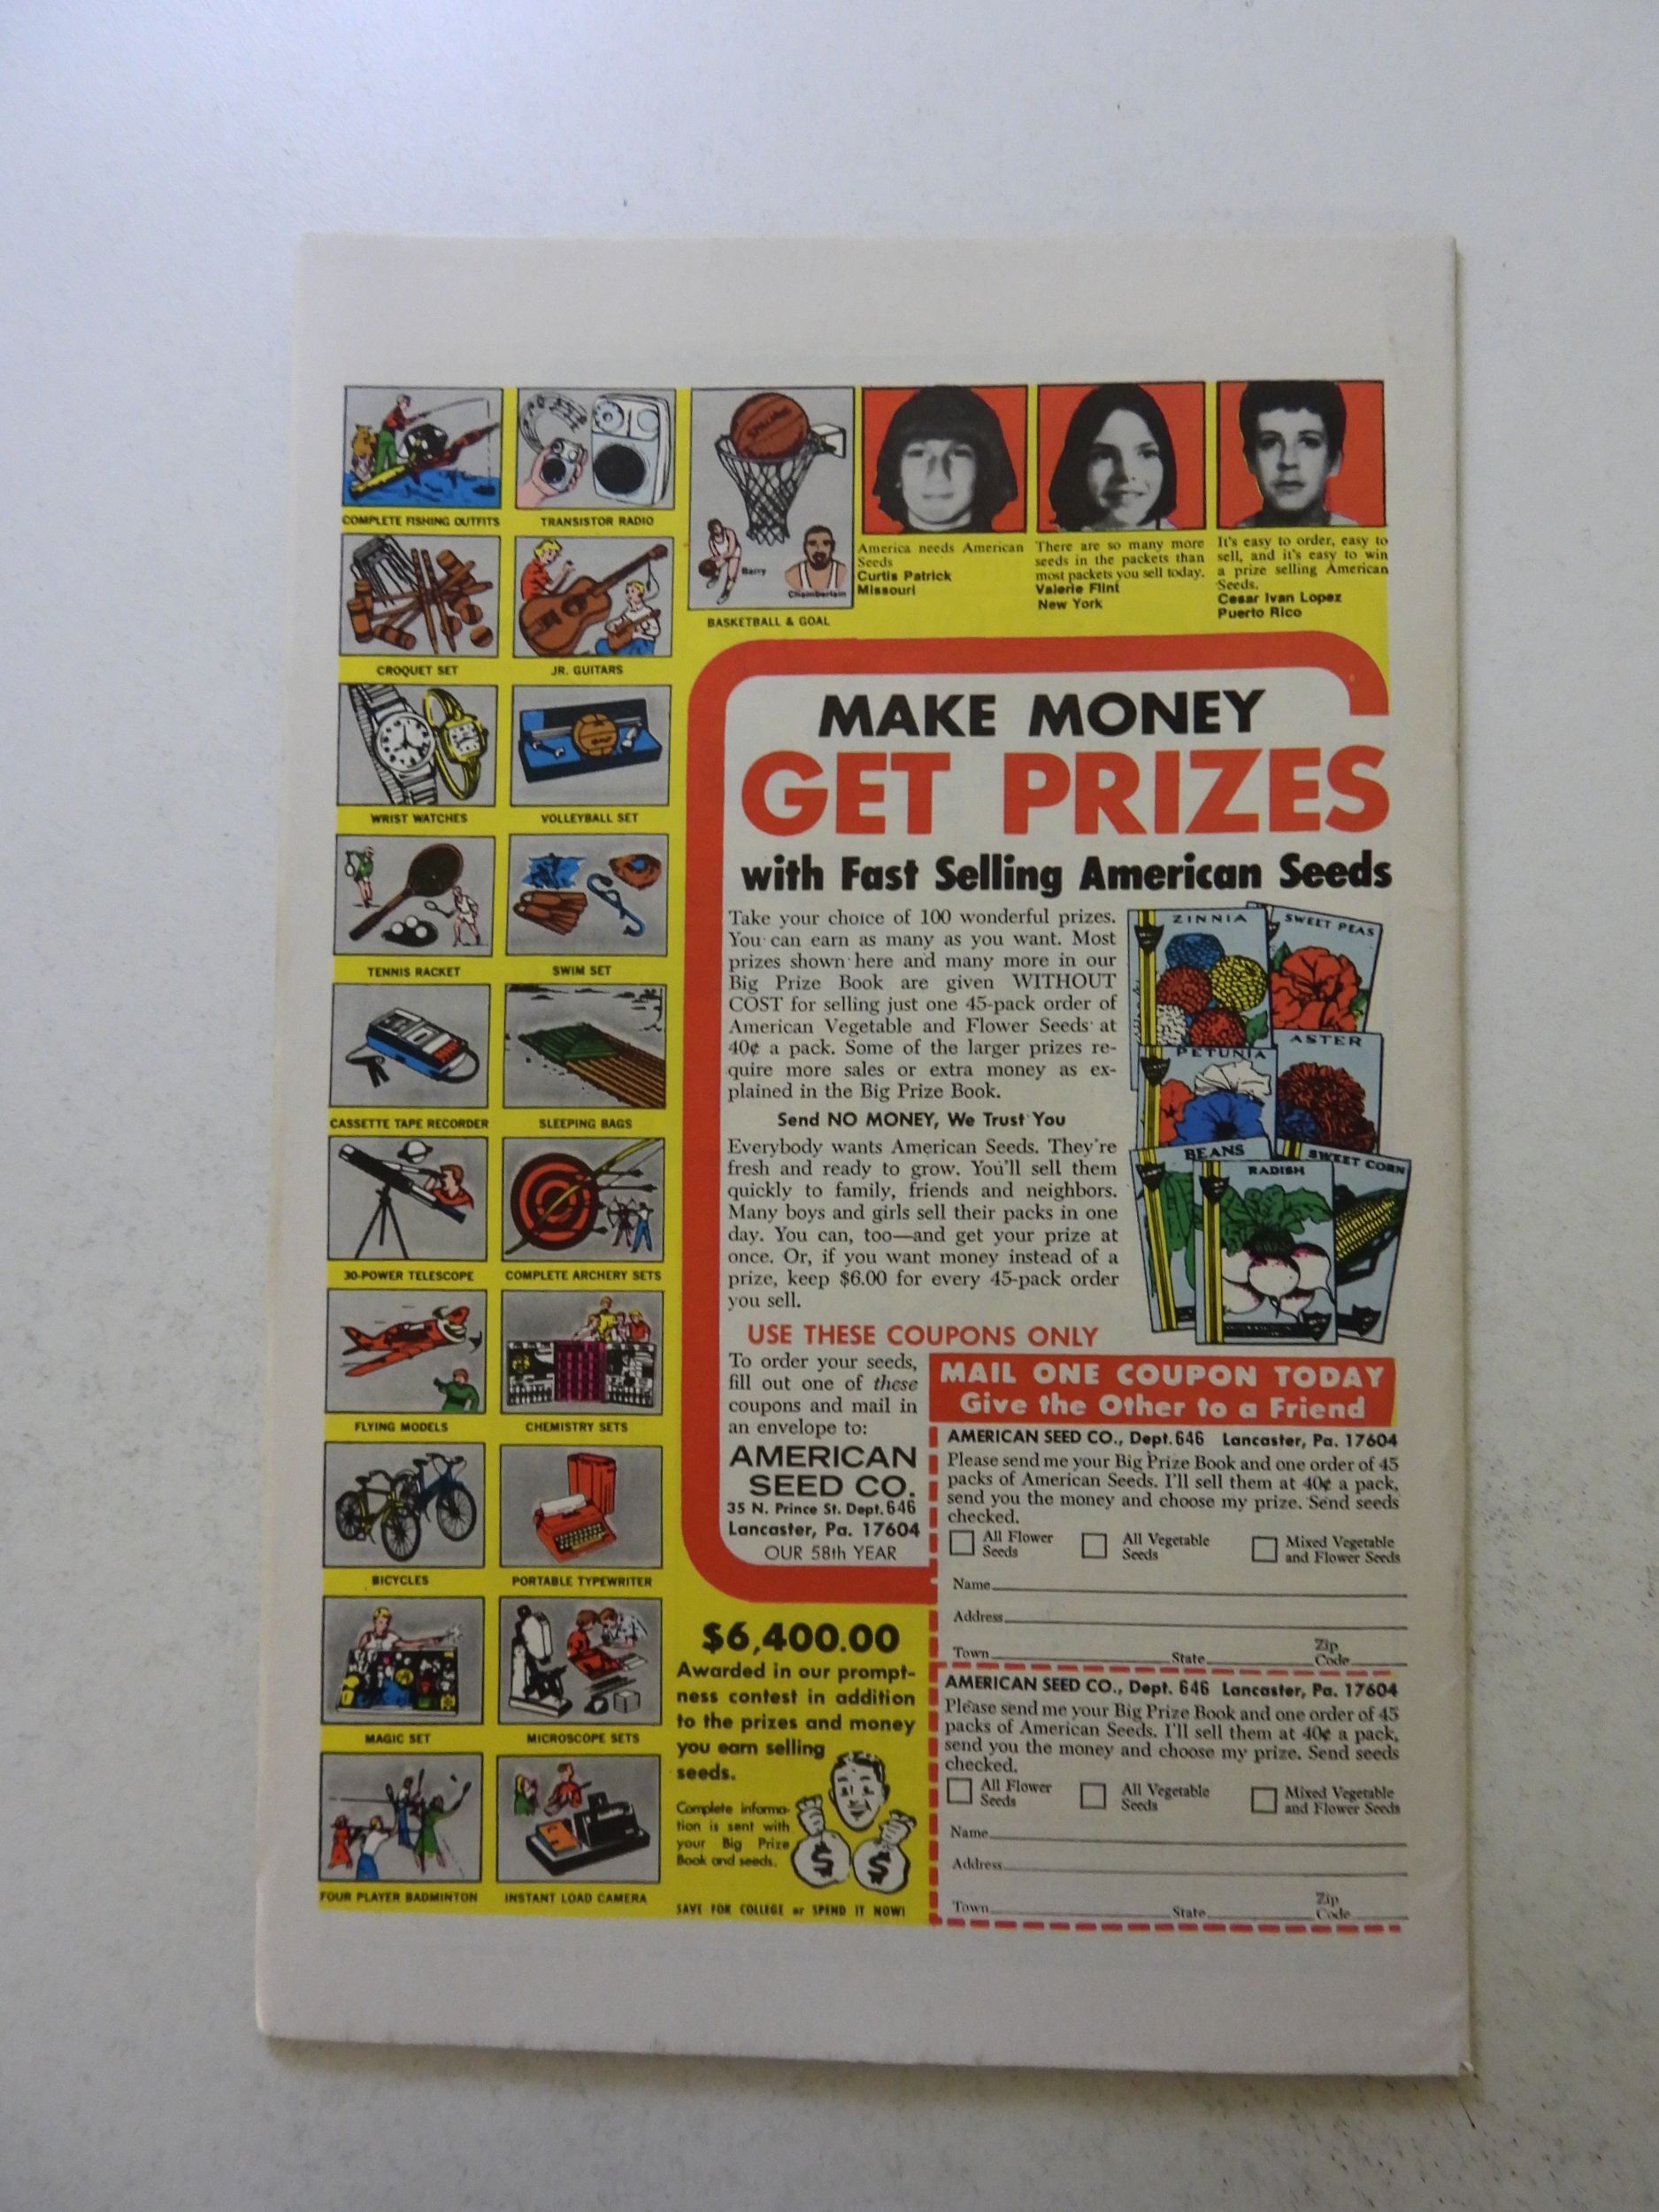 COMPLETE FISHING OUTFITS
TRANSISTOR RADIO
CROQUET SET
JR. GUITARS
WRIST WATCHES
VOLLEYBALL SET
TENNIS RACKET
SWIM SET
CASSETTE TAPE RECORDER
SLEEPING BAGS
30-POWER TELESCOPE
COMPLETE ARCHERY SETS
FLYING MODELS
CHEMISTRY SETS
BICYCLES
PORTABLE TYPEWRITER
MAGIC SET
MICROSCOPE SETS
FOUR PLAYER BADMINTON
INSTANT LOAD CAMERA
SPALDING
Barry
Chamberlain
BASKETBALL & GOAL
America needs American
Seeds
Curtis Patrick
Missouri
There are so many more
seeds in the packets than
most packets you sell today.
Valerie Flint
New York
It's easy to order, easy to
sell, and it's easy to win
a prize selling American
Seeds.
Cesar Ivan Lopez
Puerto Rico
MAKE MONEY
GET PRIZES
with Fast Selling American Seeds
Take your choice of 100 wonderful prizes.
You can earn as many as you want. Most
prizes shown here and many more in our
Big Prize Book are given WITHOUT
COST for selling just one 45-pack order of
American Vegetable and Flower Seeds at
40¢ a pack. Some of the larger prizes re-
quire more sales or extra money as ex-
plained in the Big Prize Book.
Send NO MONEY, We Trust You
Everybody wants American Seeds. They're
fresh and ready to grow. You'll sell them
quickly to family, friends and neighbors.
Many boys and girls sell their packs in one
day. You can, too—and get your prize at
once. Or, if you want money instead of a
prize, keep $6.00 for every 45-pack order
you sell.
ZINNIA
SWEET PEAS
PETUNIA
ASTER
BEANS
RADISH
SWEET CORN
USE THESE COUPONS ONLY
To order your seeds,
fill out one of these
coupons and mail in
an envelope to:
AMERICAN
SEED CO.
35 N. Prince St. Dept. 646
Lancaster, Pa. 17604
OUR 58th YEAR
$6,400.00
Awarded in our prompt-
ness contest in addition
to the prizes and money
you earn selling
seeds.
Complete informa-
tion is sent with
your Big Prize
Book and seeds.
$ $
SAVE FOR COLLEGE or SPEND IT NOW!
MAIL ONE COUPON TODAY
Give the Other to a Friend
AMERICAN SEED CO., Dept. 646 Lancaster, Pa. 17604
Please send me your Big Prize Book and one order of 45
packs of American Seeds. I'll sell them at 40¢ a pack,
send you the money and choose my prize. Send seeds
checked.
All Flower Seeds
All Vegetable Seeds
Mixed Vegetable and Flower Seeds
Name
Address
Town State Zip Code
AMERICAN SEED CO., Dept. 646 Lancaster, Pa. 17604
Please send me your Big Prize Book and one order of 45
packs of American Seeds. I'll sell them at 40¢ a pack,
send you the money and choose my prize. Send seeds
checked.
All Flower Seeds
All Vegetable Seeds
Mixed Vegetable and Flower Seeds
Name
Address
Town State Zip Code